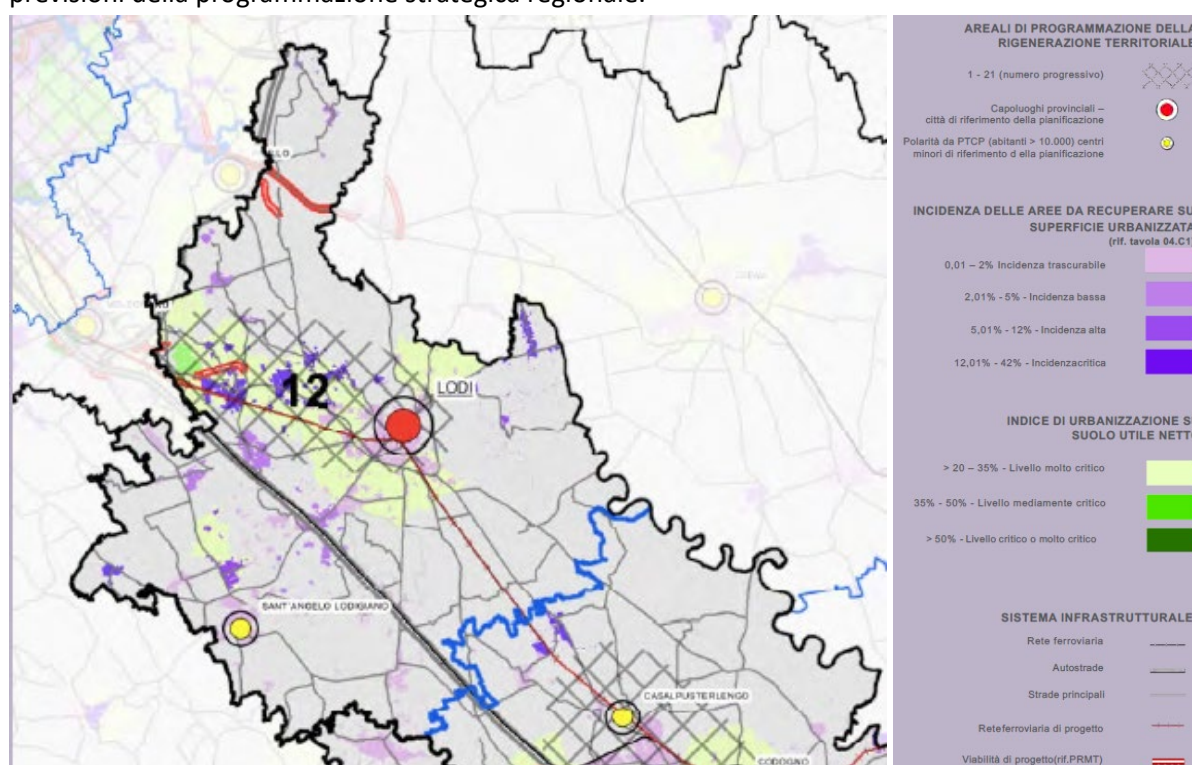 previsioni della programmazione strategica regionale.
LODI
12
SANT'ANGELO LODIGIANO
CASALPUSTERLENGO
CODOGNO
AREALI DI PROGRAMMAZIONE DELLA
RIGENERAZIONE TERRITORIALE
1 - 21 (numero progressivo)
Capoluoghi provinciali –
città di riferimento della pianificazione
Polarità da PTCP (abitanti > 10.000) centri
minori di riferimento d ella pianificazione
INCIDENZA DELLE AREE DA RECUPERARE SU
SUPERFICIE URBANIZZATA
(rif. tavola 04.C1
0,01 – 2% Incidenza trascurabile
2,01% - 5% - Incidenza bassa
5,01% - 12% - Incidenza alta
12,01% - 42% - Incidenzacritica
INDICE DI URBANIZZAZIONE S
SUOLO UTILE NETTO
> 20 – 35% - Livello molto critico
35% - 50% - Livello mediamente critico
> 50% - Livello critico o molto critico
SISTEMA INFRASTRUTTURALE
Rete ferroviaria
Autostrade
Strade principali
Reteferroviaria di progetto
Viabilità di progetto(rif.PRMT)